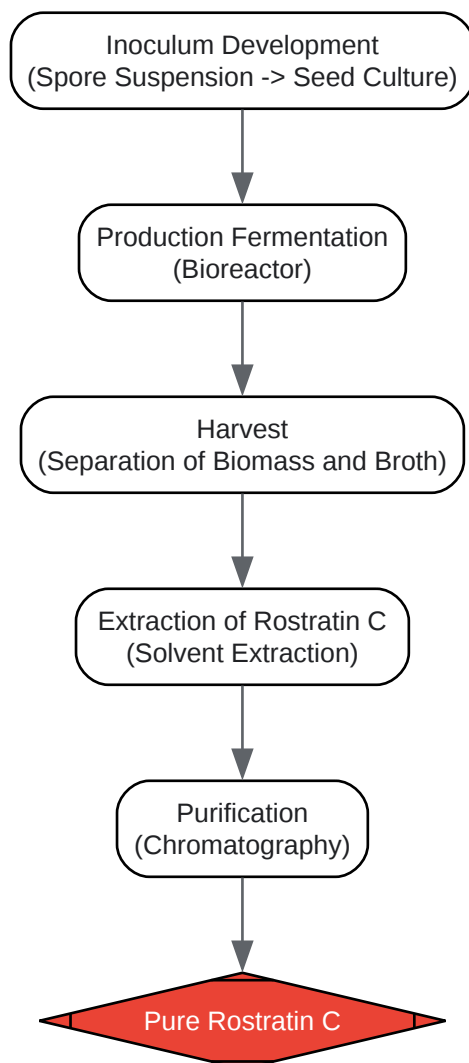 Inoculum Development
(Spore Suspension -> Seed Culture)
Production Fermentation
(Bioreactor)
Harvest
(Separation of Biomass and Broth)
Extraction of Rostratin C
(Solvent Extraction)
Purification
(Chromatography)
Pure Rostratin C